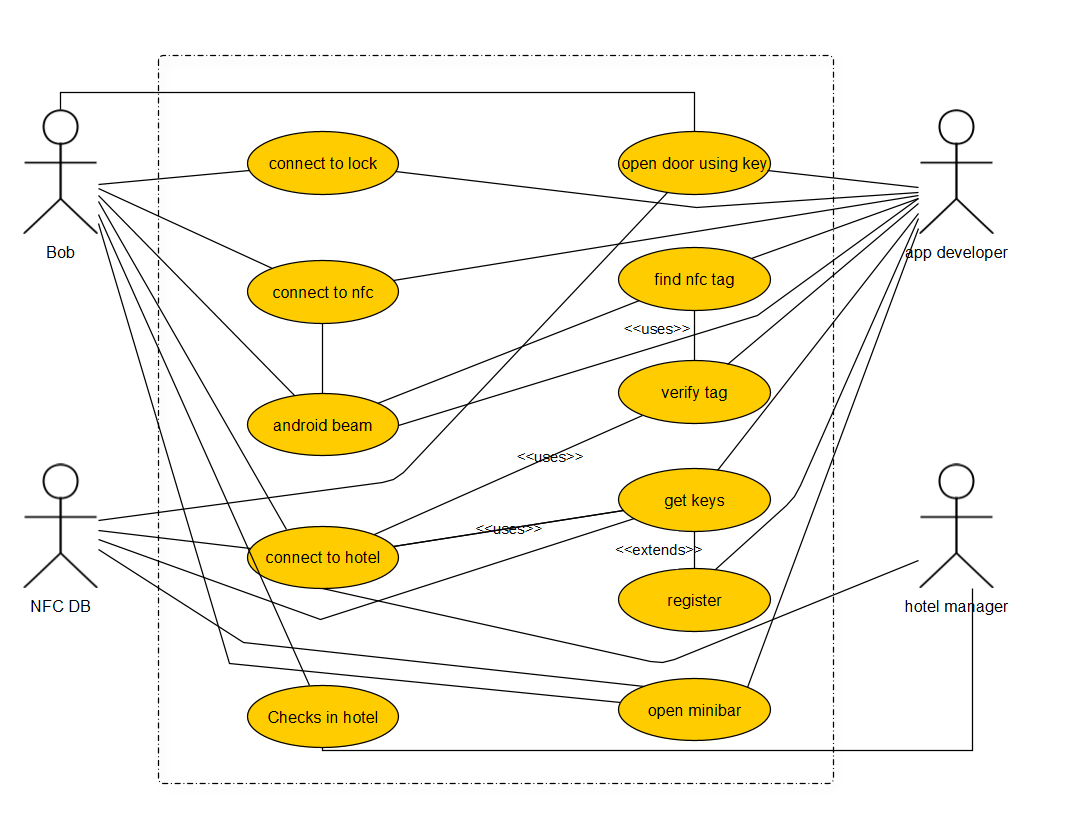 connect to lock
open door using key
Bob
app developer
connect to nfc
find nfc tag
<<uses>>
verify tag
android beam
<<uses>>
get keys
<<uses>>
<<extends>>
connect to hotel
register
NFC DB
hotel manager
Checks in hotel
open minibar